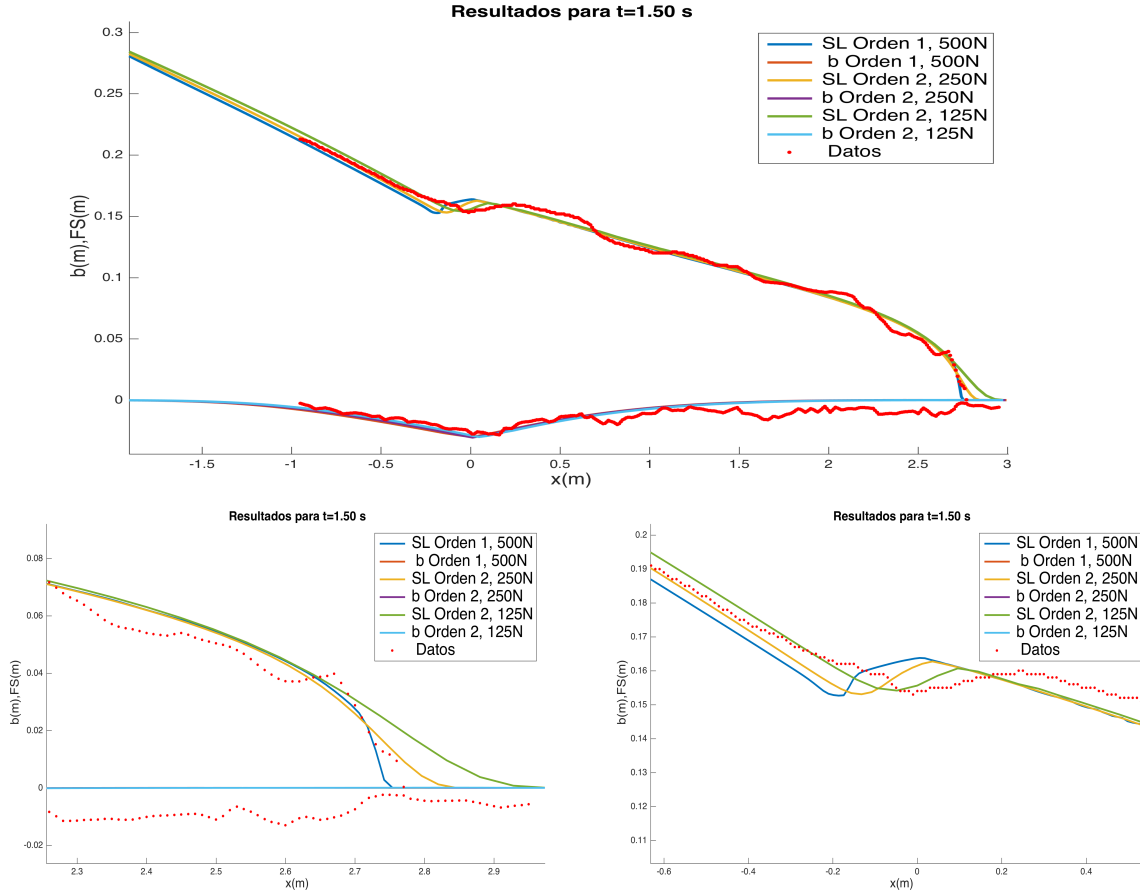 Resultados para t=1.50 s
b(m),FS(m)
0.3
0.25
0.2
0.15
0.1
0.05
0
-1.5
-1
-0.5
0
0.5
1
1.5
2
2.5
3
x(m)
SL Orden 1, 500N
b Orden 1, 500N
SL Orden 2, 250N
b Orden 2, 250N
SL Orden 2, 125N
b Orden 2, 125N
Datos
Resultados para t=1.50 s
b(m),FS(m)
0.08
0.06
0.04
0.02
0
-0.02
2.3
2.4
2.5
2.6
2.7
2.8
2.9
x(m)
SL Orden 1, 500N
b Orden 1, 500N
SL Orden 2, 250N
b Orden 2, 250N
SL Orden 2, 125N
b Orden 2, 125N
Datos
Resultados para t=1.50 s
b(m),FS(m)
0.2
0.19
0.18
0.17
0.16
0.15
0.14
0.13
0.12
0.11
-0.6
-0.4
-0.2
0
0.2
0.4
x(m)
SL Orden 1, 500N
b Orden 1, 500N
SL Orden 2, 250N
b Orden 2, 250N
SL Orden 2, 125N
b Orden 2, 125N
Datos